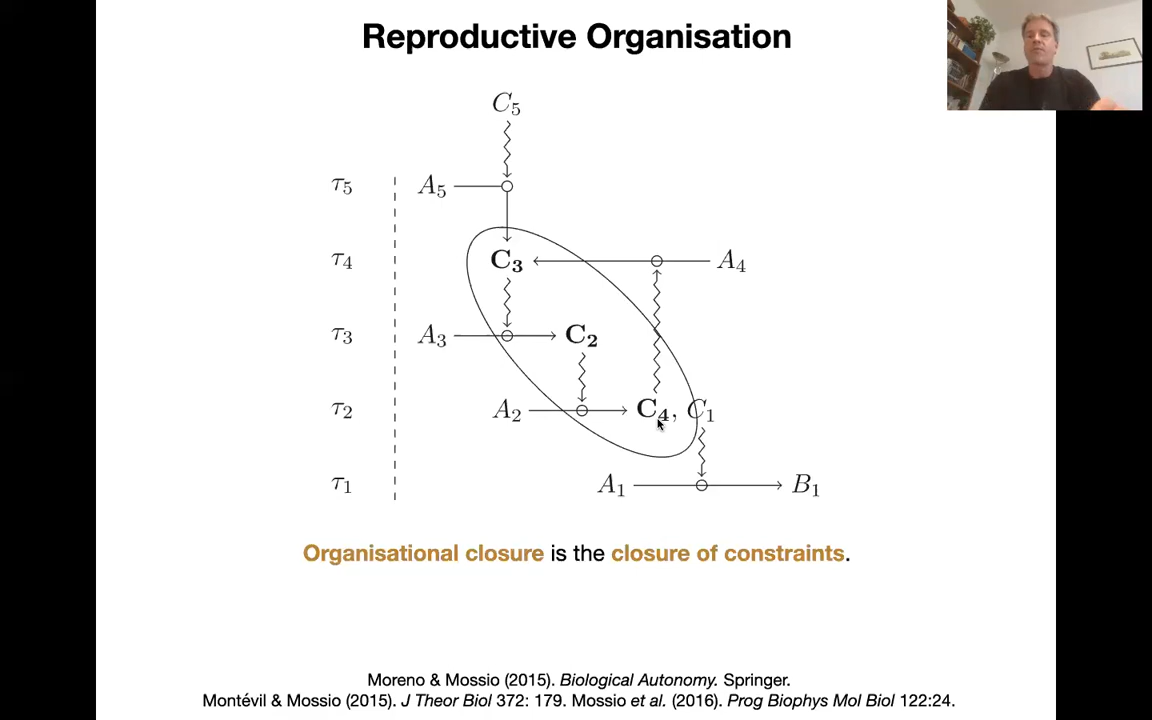 Reproductive Organisation
C₅
τ₅ A₅
τ₄ C₃ A₄
τ₃ A₃ C₂
τ₂ A₂ C₄, C₁
τ₁ A₁ B₁
Organisational closure is the closure of constraints.
Moreno & Mossio (2015). Biological Autonomy. Springer.
Montévil & Mossio (2015). J Theor Biol 372: 179. Mossio et al. (2016). Prog Biophys Mol Biol 122:24.